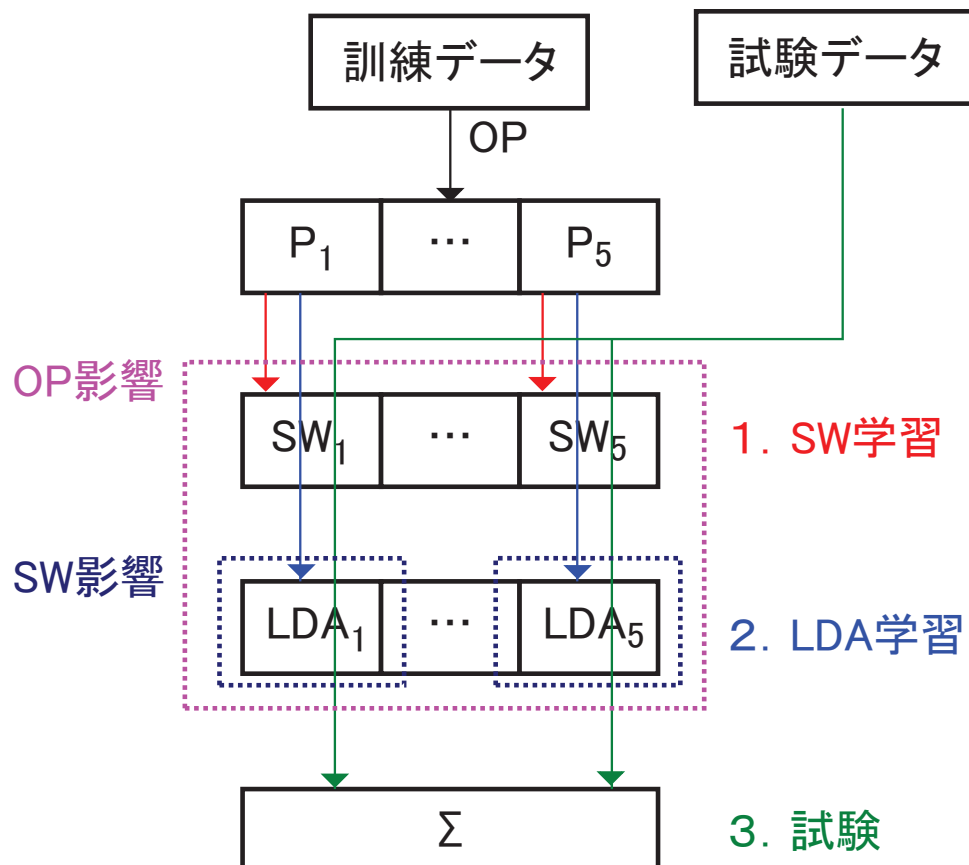 訓練データ
試験データ
OP
P1 … P5
OP影響
SW1 … SW5
1. SW学習
SW影響
LDA1 … LDA5
2. LDA学習
Σ
3. 試験